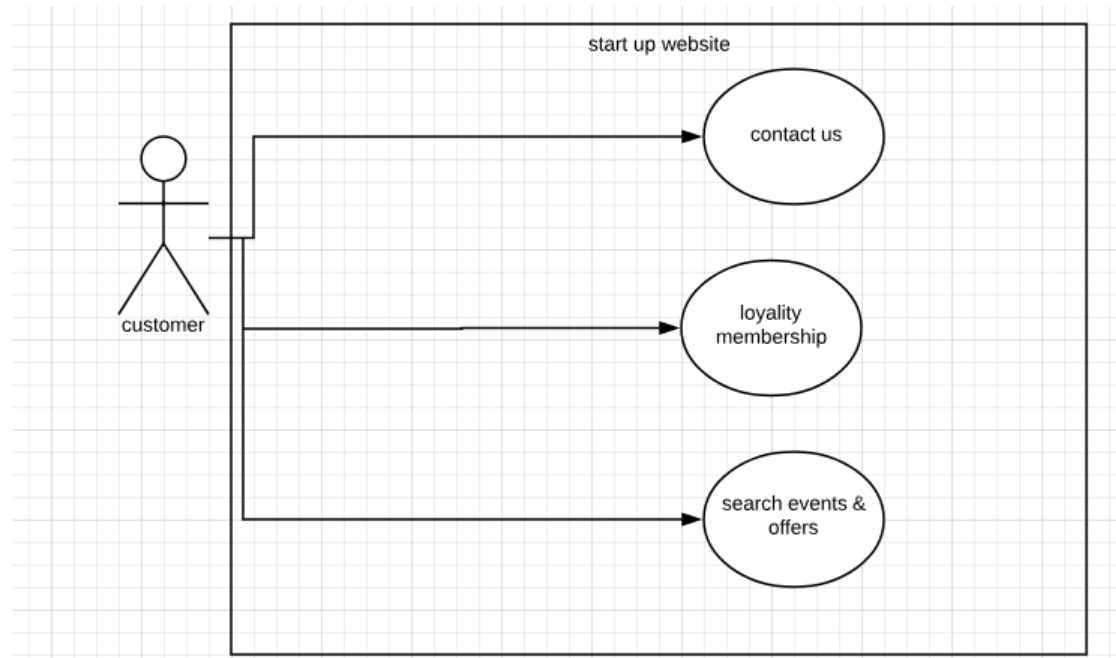 start up website
contact us
customer
loyality
membership
search events &
offers